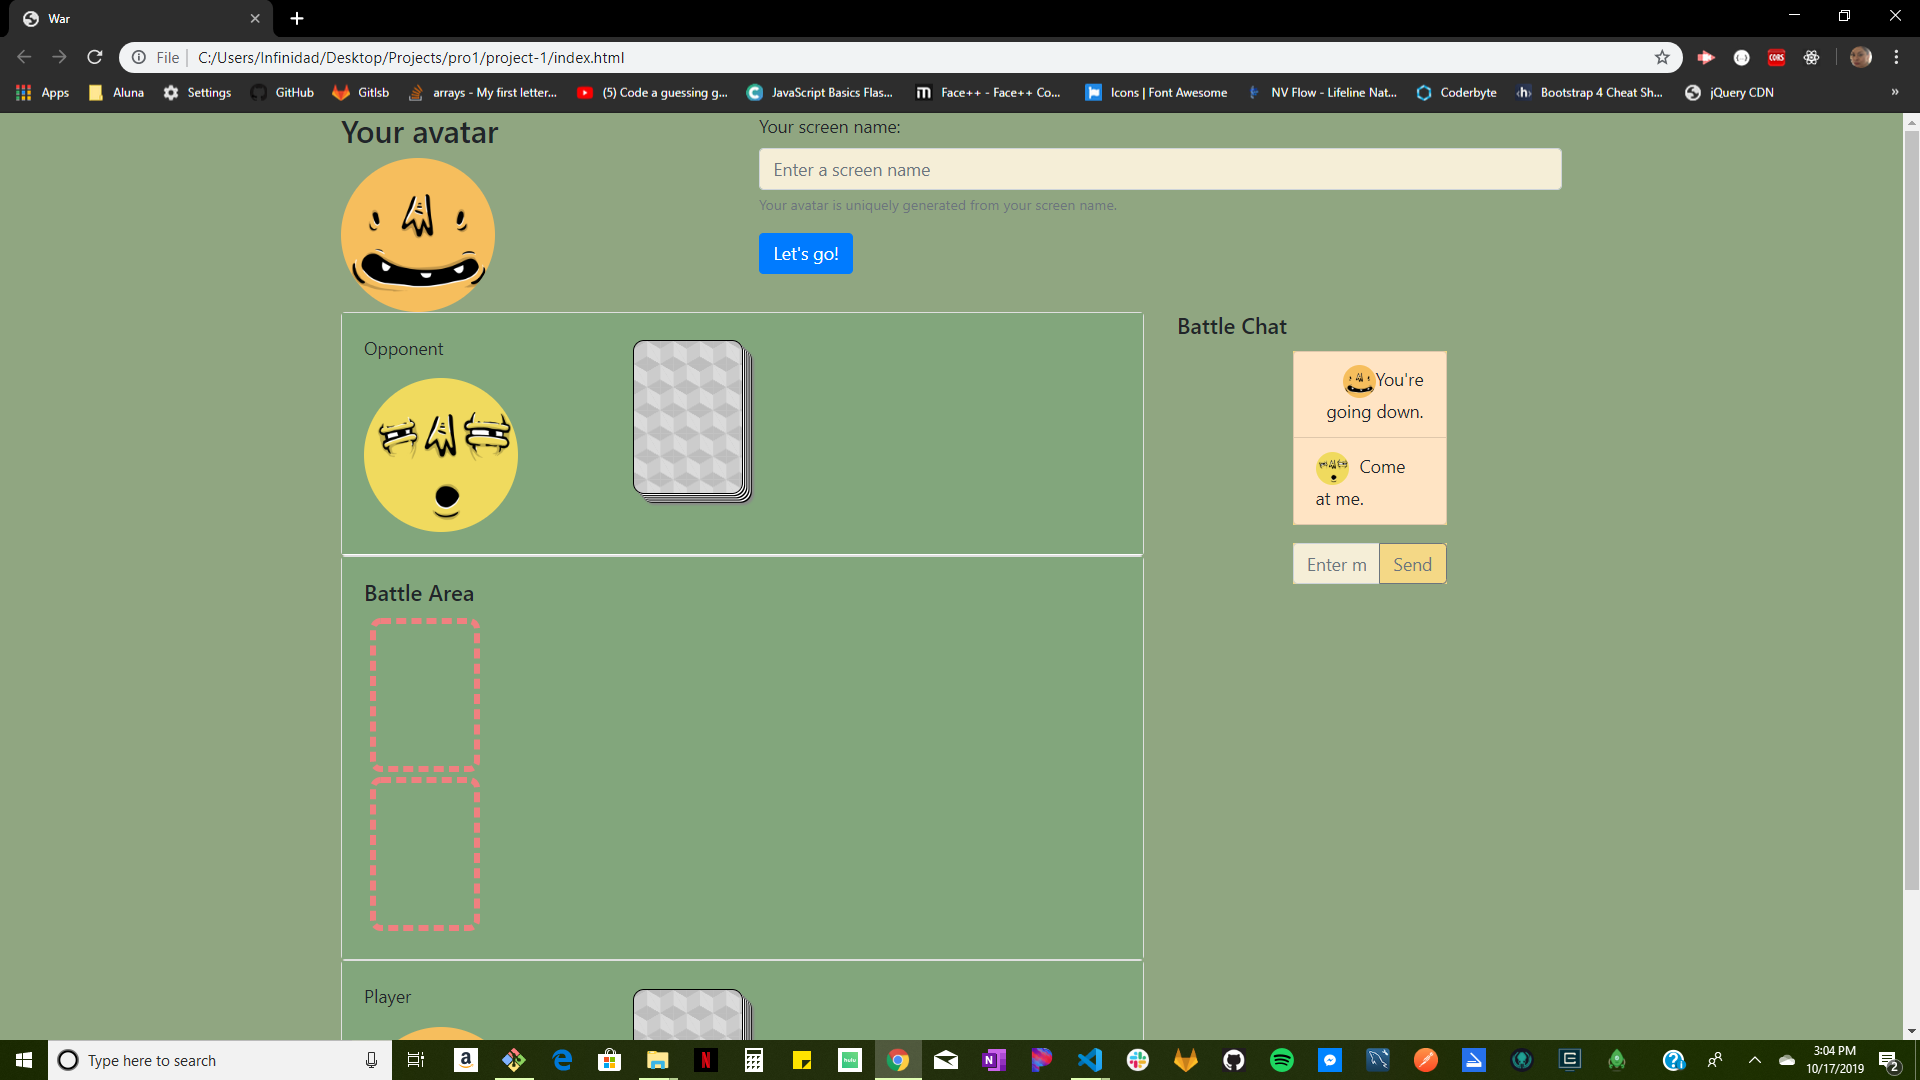 War
File
C:/Users/Infinidad/Desktop/Projects/pro1/project-1/index.html
CORS
Apps
Aluna
Settings
GitHub
Gitlsb
arrays - My first letter...
(5) Code a guessing g...
JavaScript Basics Flas...
Face++ - Face++ Co...
Icons | Font Awesome
NV Flow - Lifeline Nat...
Coderbyte
Bootstrap 4 Cheat Sh...
jQuery CDN
»
Your avatar
Your screen name:
Enter a screen name
Your avatar is uniquely generated from your screen name.
Let's go!
Opponent
Battle Chat
You're
going down.
Come
at me.
Enter m
Send
Battle Area
Player
Type here to search
hulu
3:04 PM
10/17/2019
2